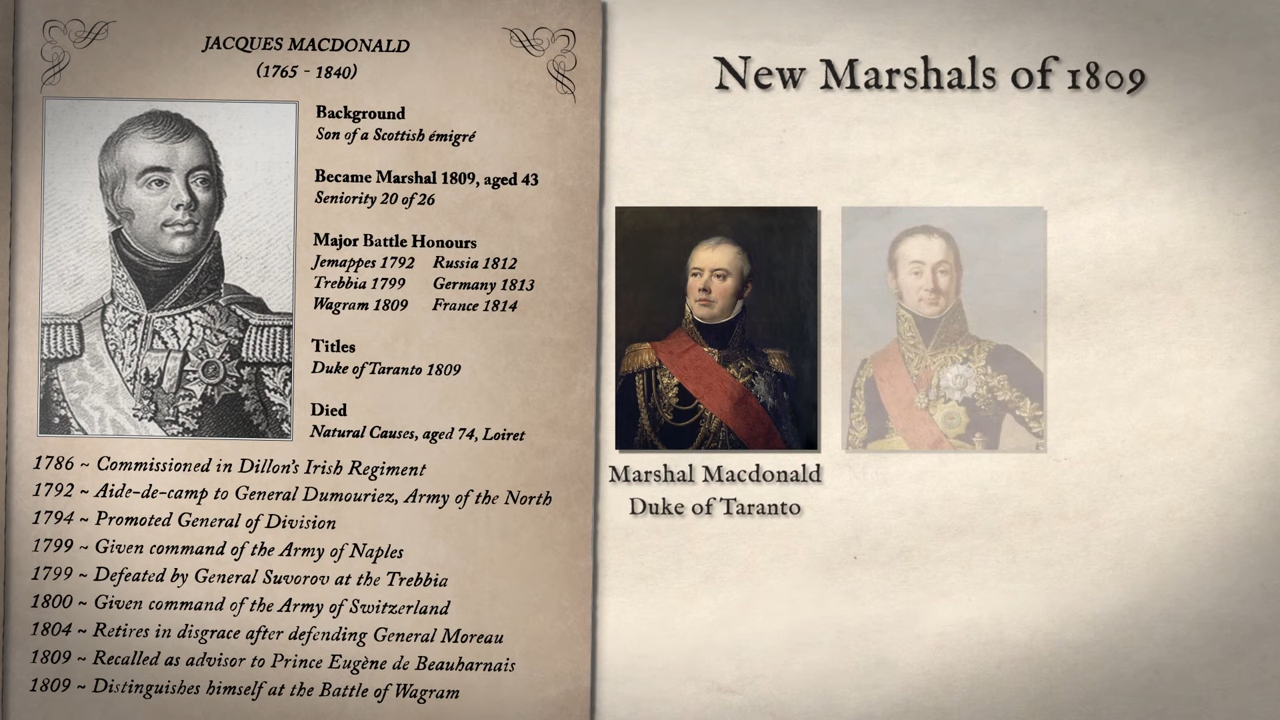 JACQUES MACDONALD
(1765 - 1840)
Background
Son of a Scottish émigré
Became Marshal 1809, aged 43
Seniority 20 of 26
Major Battle Honours
Jemappes 1792 Russia 1812
Trebbia 1799 Germany 1813
Wagram 1809 France 1814
Titles
Duke of Taranto 1809
Died
Natural Causes, aged 74, Loiret
1786 ~ Commissioned in Dillon's Irish Regiment
1792 ~ Aide-de-camp to General Dumouriez, Army of the North
1794 ~ Promoted General of Division
1799 ~ Given command of the Army of Naples
1799 ~ Defeated by General Suvorov at the Trebbia
1800 ~ Given command of the Army of Switzerland
1804 ~ Retires in disgrace after defending General Moreau
1809 ~ Recalled as advisor to Prince Eugène de Beauharnais
1809 ~ Distinguishes himself at the Battle of Wagram
New Marshals of 1809
Marshal Macdonald
Duke of Taranto